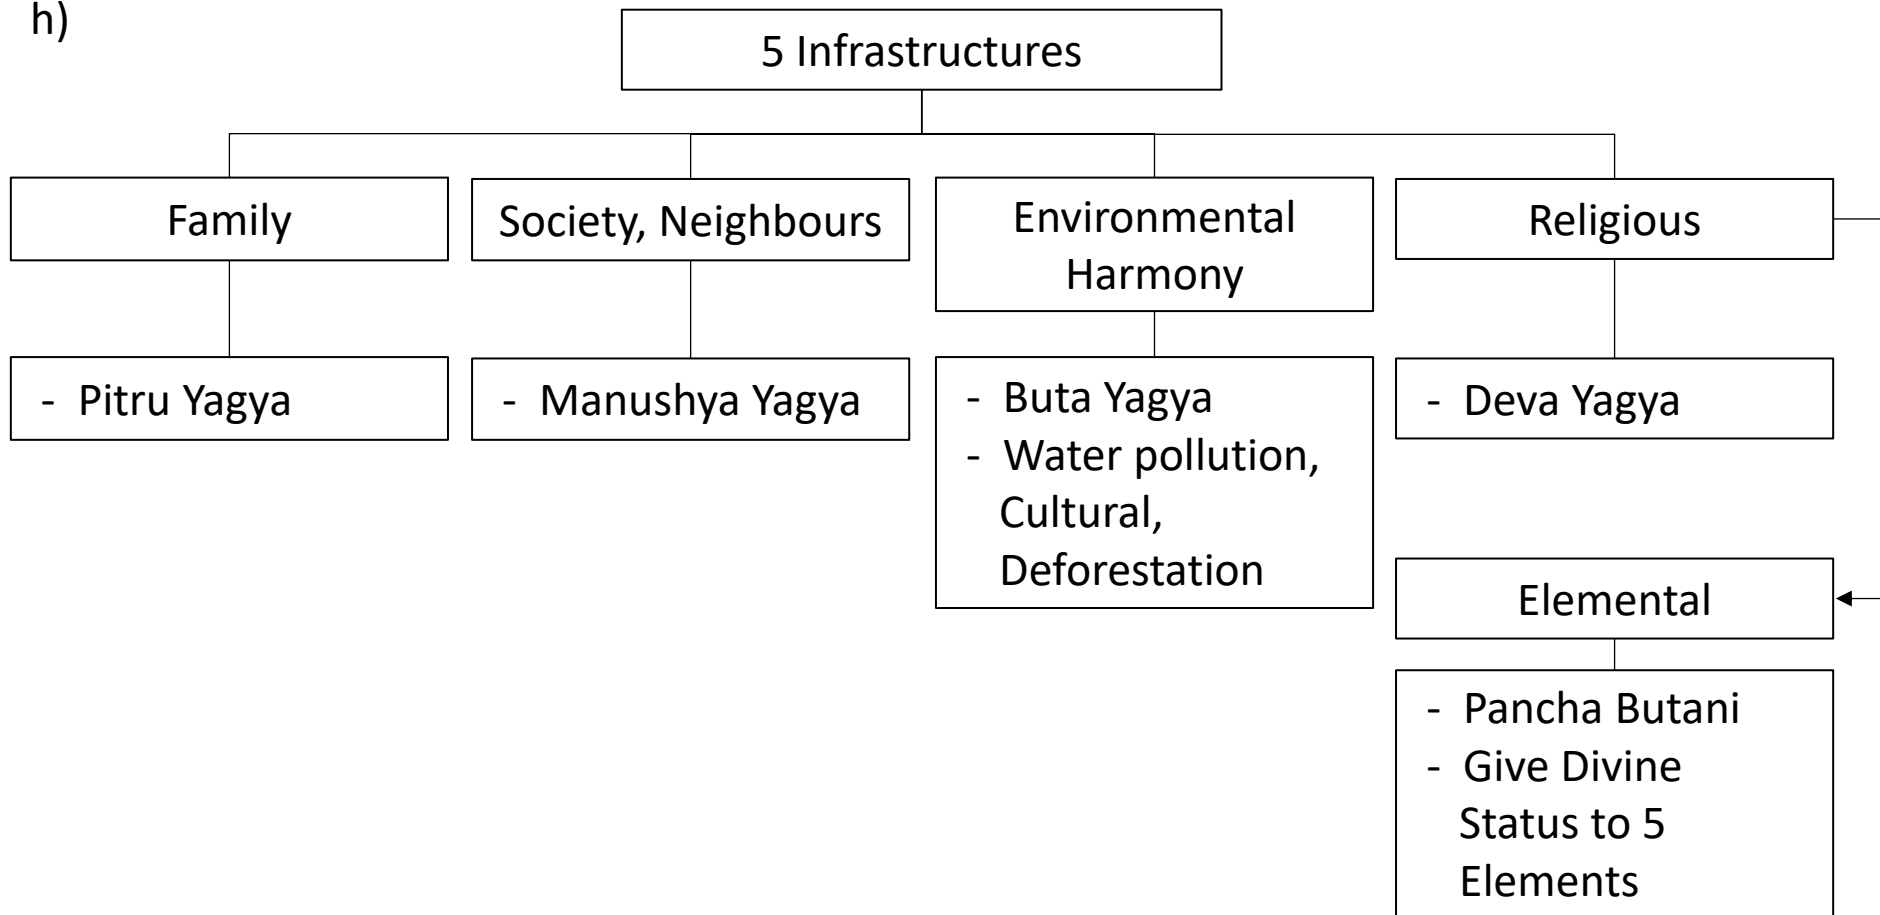 h)
5 Infrastructures
Family
Society, Neighbours
Environmental
Harmony
Religious
- Pitru Yagya
- Manushya Yagya
- Buta Yagya
- Water pollution,
Cultural,
Deforestation
- Deva Yagya
Elemental
- Pancha Butani
- Give Divine
Status to 5
Elements